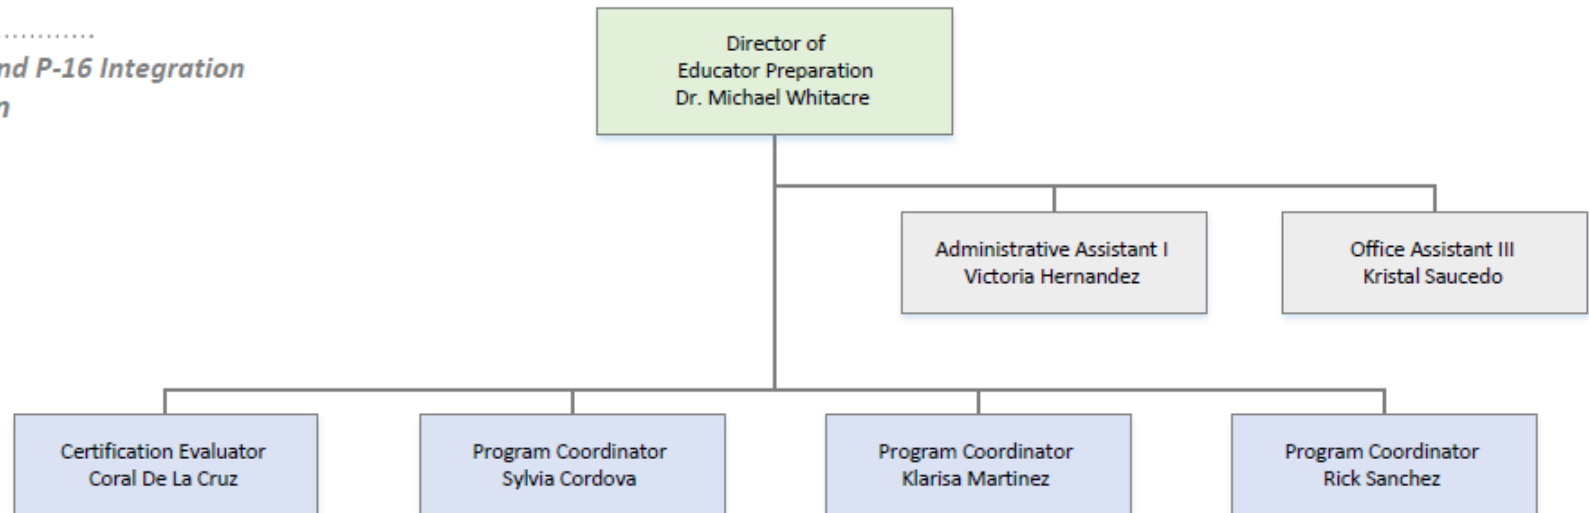 nd P-16 Integration
n
Director of
Educator Preparation
Dr. Michael Whitacre
Administrative Assistant I
Victoria Hernandez
Office Assistant III
Kristal Saucedo
Certification Evaluator
Coral De La Cruz
Program Coordinator
Sylvia Cordova
Program Coordinator
Klarisa Martinez
Program Coordinator
Rick Sanchez